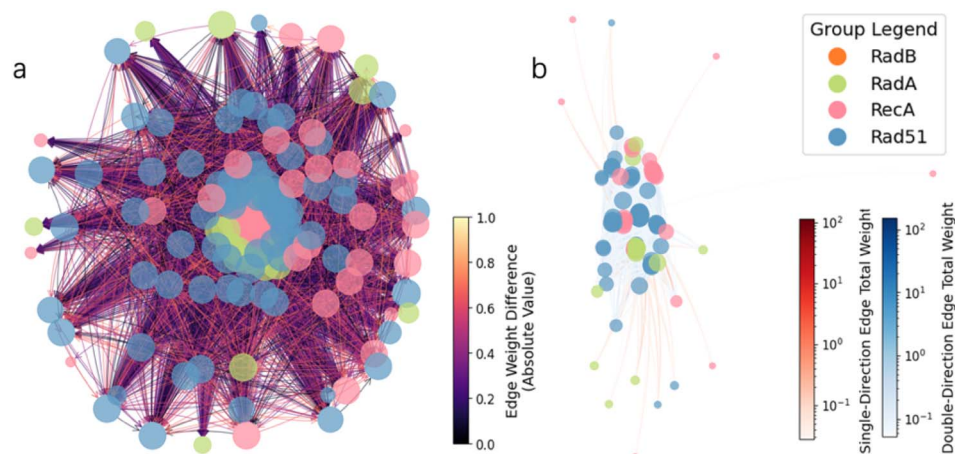 a
b
Group Legend
RadB
RadA
RecA
Rad51
1.0
0.8
0.6
0.4
0.2
0.0
Edge Weight Difference
(Absolute Value)
10²
10¹
10⁰
10⁻¹
Single-Direction Edge Total Weight
10²
10¹
10⁰
10⁻¹
Double-Direction Edge Total Weight